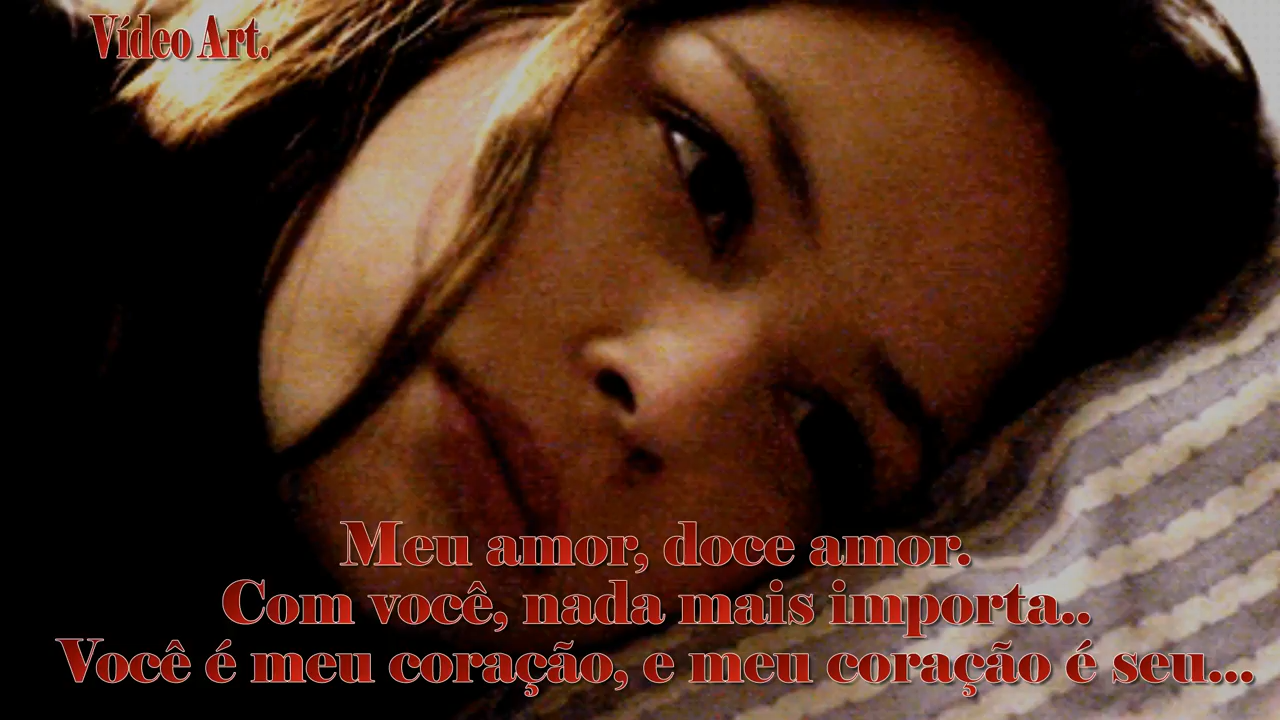 Vídeo Art.
Meu amor, doce amor.
Com você, nada mais importa..
Você é meu coração, e meu coração é seu...